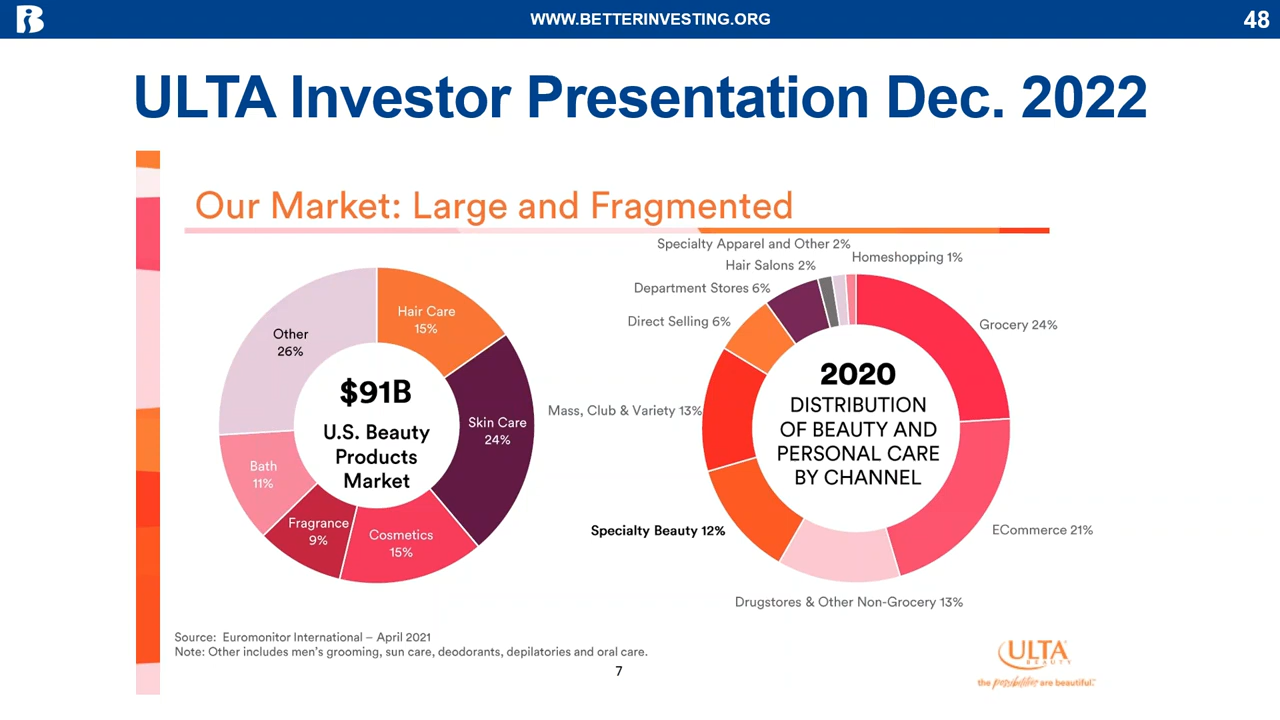 WWW.BETTERINVESTING.ORG
48
ULTA Investor Presentation Dec. 2022
Our Market: Large and Fragmented
Other
26%
Hair Care
15%
Skin Care
24%
Cosmetics
15%
Fragrance
9%
Bath
11%
$91B
U.S. Beauty
Products
Market
Specialty Apparel and Other 2%
Homeshopping 1%
Hair Salons 2%
Department Stores 6%
Direct Selling 6%
Grocery 24%
Mass, Club & Variety 13%
Specialty Beauty 12%
ECommerce 21%
Drugstores & Other Non-Grocery 13%
2020
DISTRIBUTION
OF BEAUTY AND
PERSONAL CARE
BY CHANNEL
Source: Euromonitor International – April 2021
Note: Other includes men's grooming, sun care, deodorants, depilatories and oral care.
7
ULTA
BEAUTY
the possibilities are beautiful.™